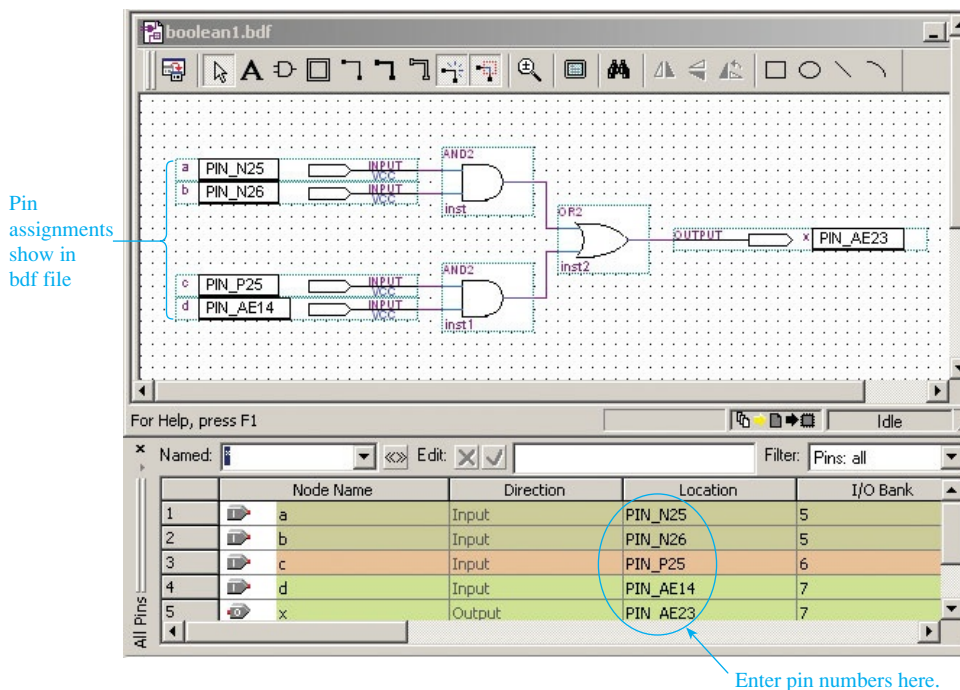 boolean1.bdf
A
AND2
a PIN_N25 INPUT
VCC
b PIN_N26 INPUT
VCC
inst
OR2
Pin
assignments
show in
bdf file
OUTPUT x PIN_AE23
inst2
AND2
c PIN_P25 INPUT
VCC
d PIN_AE14 INPUT
VCC
inst1
For Help, press F1
Idle
Named: * Edit: Filter: Pins: all
Node Name Direction Location I/O Bank
1 a Input PIN_N25 5
2 b Input PIN_N26 5
3 c Input PIN_P25 6
4 d Input PIN_AE14 7
5 x Output PIN_AE23 7
All Pins
Enter pin numbers here.